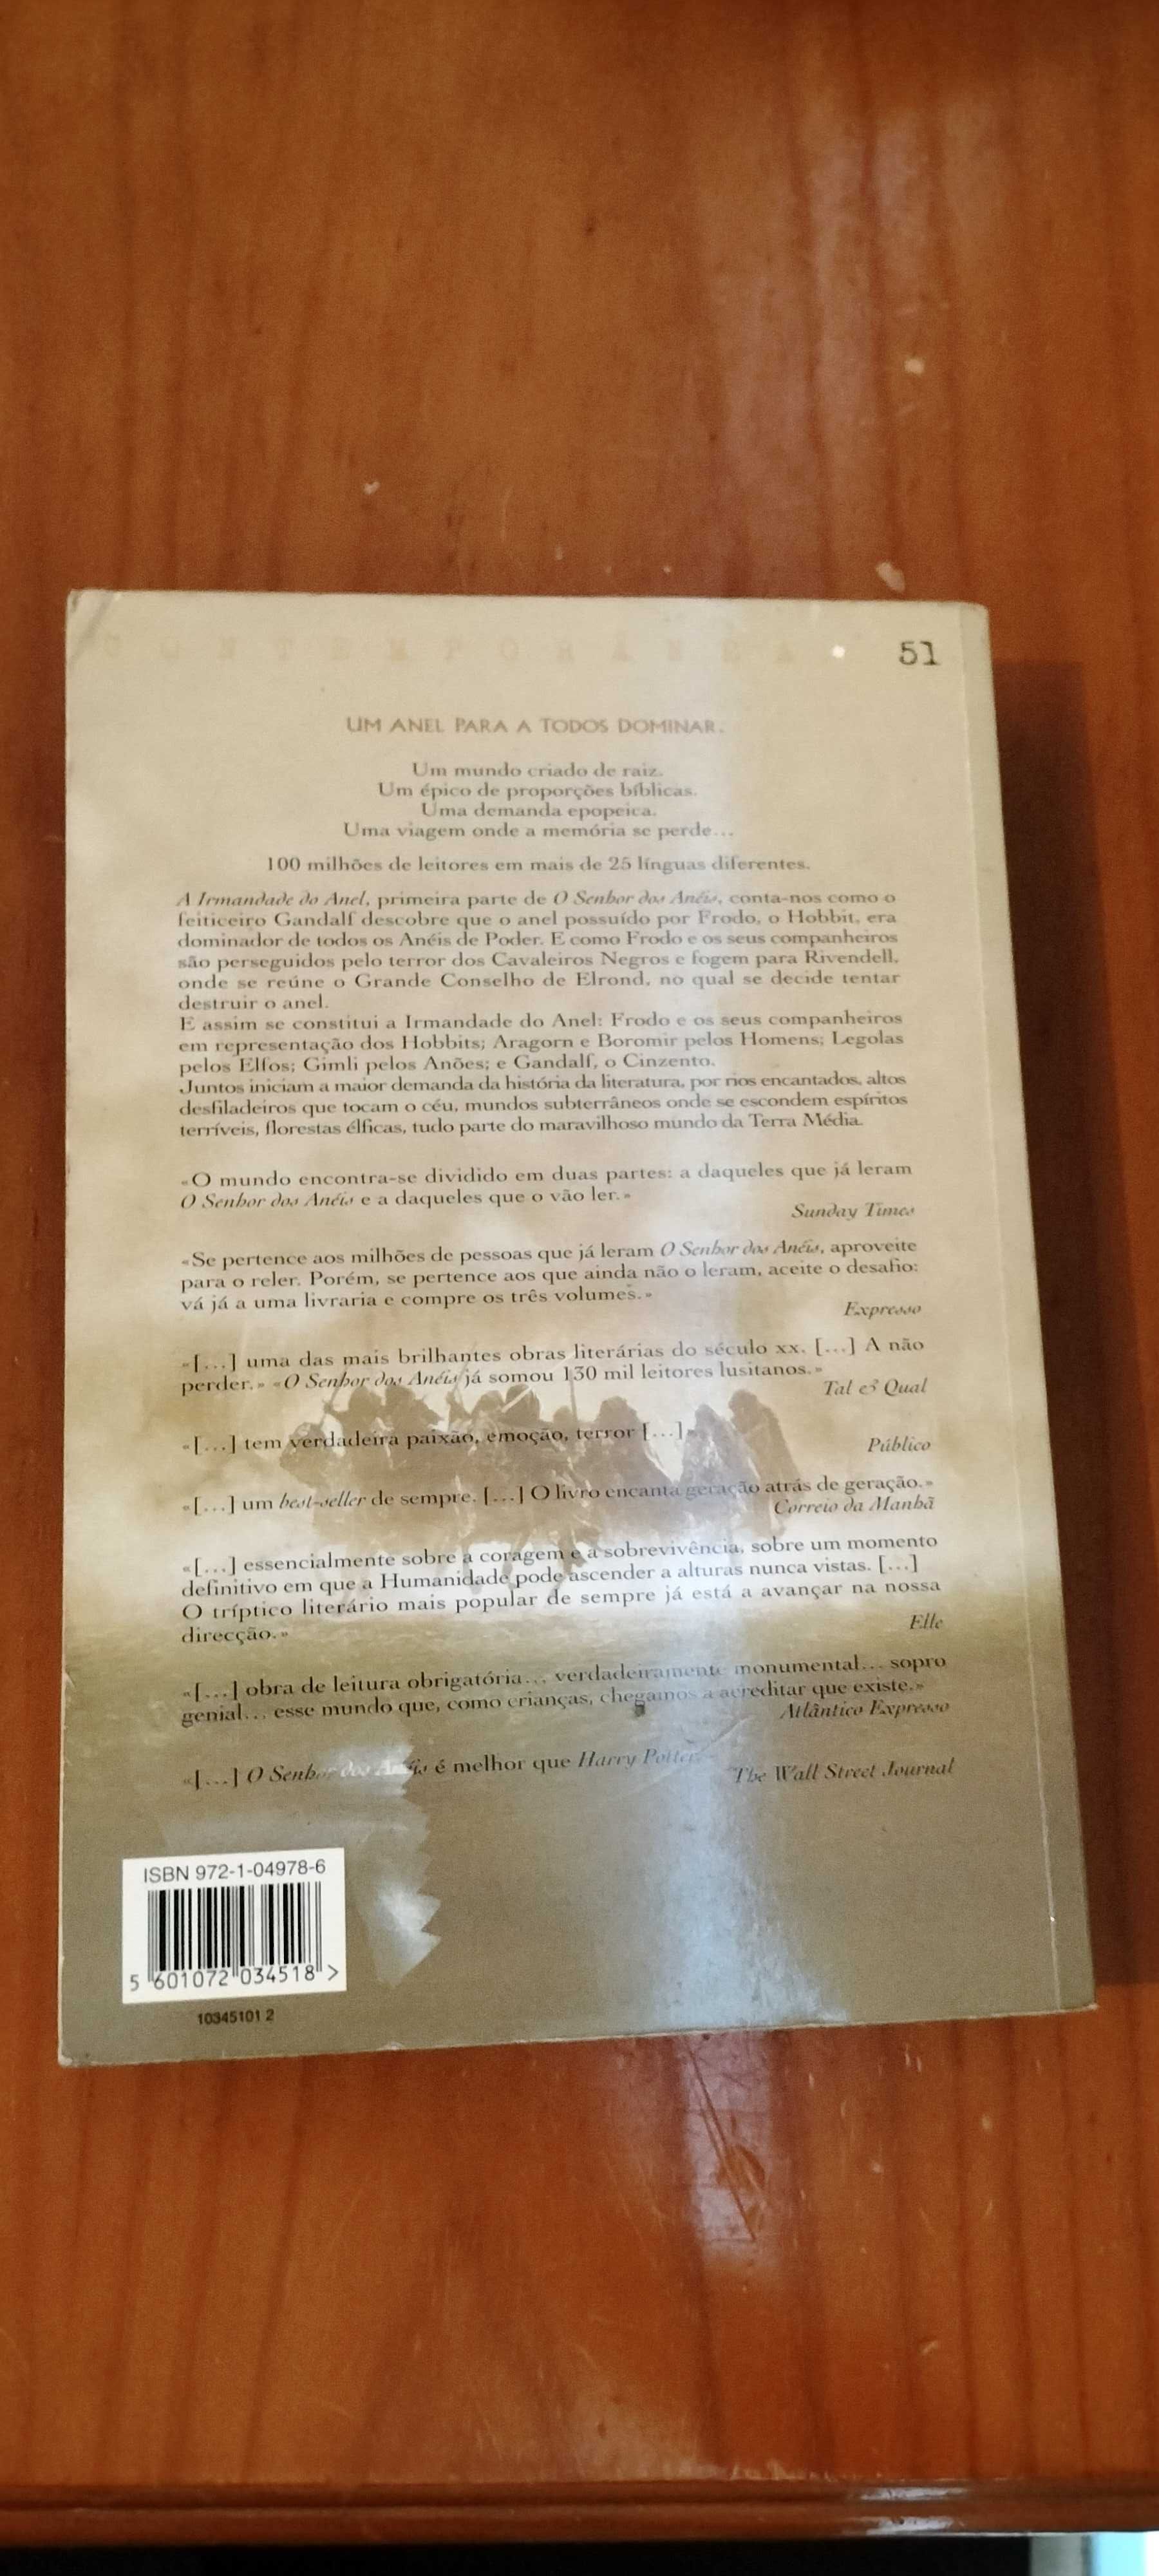 CONTEMPORÂNEA
51
UM ANEL PARA A TODOS DOMINAR.
Um mundo criado de raiz.
Um épico de proporções bíblicas.
Uma demanda epopeica.
Uma viagem onde a memória se perde…
100 milhões de leitores em mais de 25 línguas diferentes.
A Irmandade do Anel, primeira parte de O Senhor dos Anéis, conta-nos como o
feiticeiro Gandalf descobre que o anel possuído por Frodo, o Hobbit, era
dominador de todos os Anéis de Poder. E como Frodo e os seus companheiros
são perseguidos pelo terror dos Cavaleiros Negros e fogem para Rivendell,
onde se reúne o Grande Conselho de Elrond, no qual se decide tentar
destruir o anel.
E assim se constitui a Irmandade do Anel: Frodo e os seus companheiros
em representação dos Hobbits; Aragorn e Boromir pelos Homens; Legolas
pelos Elfos; Gimli pelos Anões; e Gandalf, o Cinzento.
Juntos iniciam a maior demanda da história da literatura, por rios encantados, altos
desfiladeiros que tocam o céu, mundos subterrâneos onde se escondem espíritos
terríveis, florestas élficas, tudo parte do maravilhoso mundo da Terra Média.
«O mundo encontra-se dividido em duas partes: a daqueles que já leram
O Senhor dos Anéis e a daqueles que o vão ler.»
Sunday Times
«Se pertence aos milhões de pessoas que já leram O Senhor dos Anéis, aproveite
para o reler. Porém, se pertence aos que ainda não o leram, aceite o desafio:
vá já a uma livraria e compre os três volumes.»
Expresso
«[…] uma das mais brilhantes obras literárias do século XX. […] A não
perder.» «O Senhor dos Anéis já somou 130 mil leitores lusitanos.»
Tal & Qual
«[…] tem verdadeira paixão, emoção, terror […]»
Público
«[…] um best-seller de sempre. […] O livro encanta geração atrás de geração.»
Correio da Manhã
«[…] essencialmente sobre a coragem e a sobrevivência, sobre um momento
definitivo em que a Humanidade pode ascender a alturas nunca vistas. […]
O tríptico literário mais popular de sempre já está a avançar na nossa
direcção.»
Elle
«[…] obra de leitura obrigatória… verdadeiramente monumental… sopro
genial… esse mundo que, como crianças, chegamos a acreditar que existe.»
Atlântico Expresso
«[…] O Senhor dos Anéis é melhor que Harry Potter.»
The Wall Street Journal
ISBN 972-1-04978-6
5 601072 034518 >
10345101 2